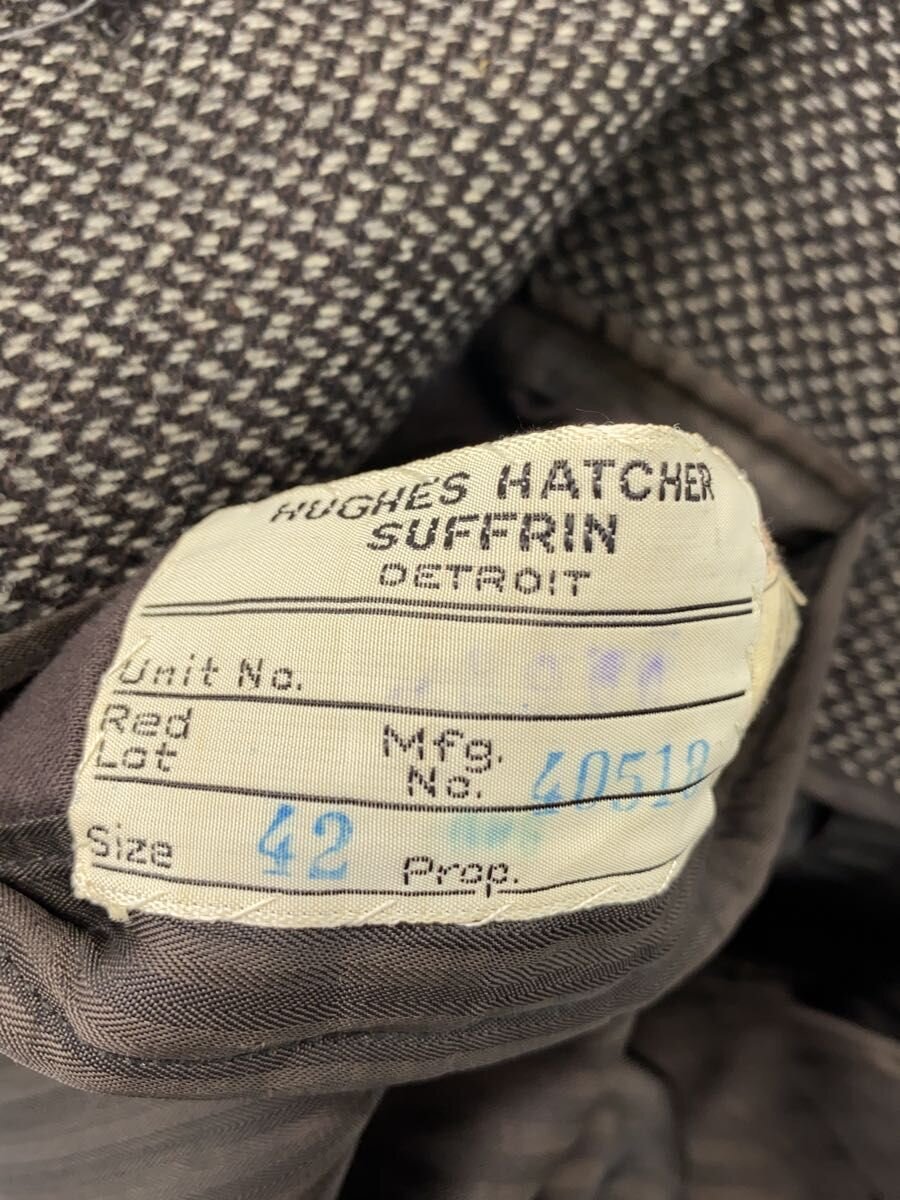 HUGHES HATCHER
SUFFRIN
DETROIT
Unit No.
Red
Lot
Mfg.
No. 40518
Size 42 Prop.